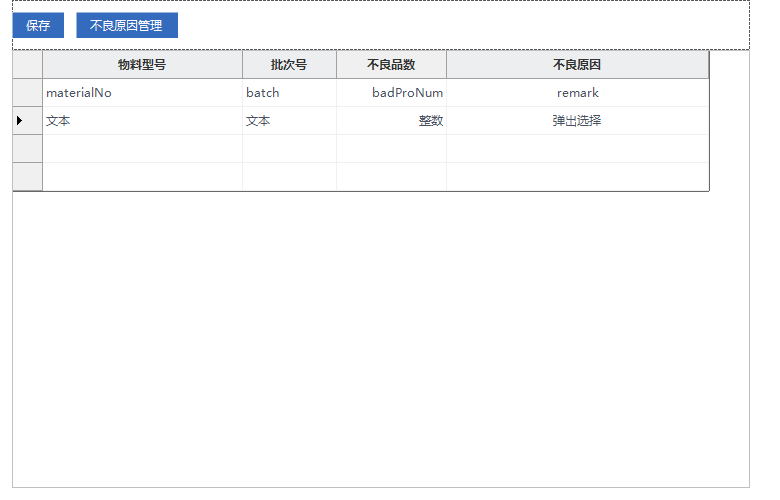 保存 不良原因管理
物料型号 批次号 不良品数 不良原因
materialNo batch badProNum remark
文本 文本 整数 弹出选择